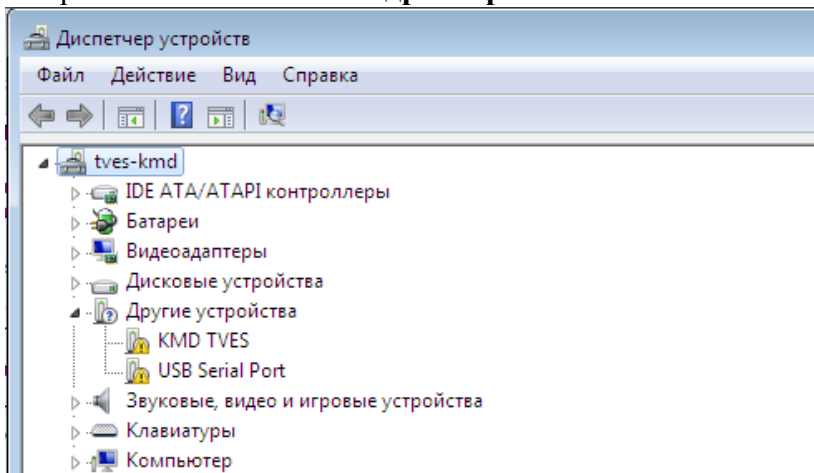 Диспетчер устройств
Файл Действие Вид Справка
tves-kmd
IDE ATA/ATAPI контроллеры
Батареи
Видеоадаптеры
Дисковые устройства
Другие устройства
KMD TVES
USB Serial Port
Звуковые, видео и игровые устройства
Клавиатуры
Компьютер